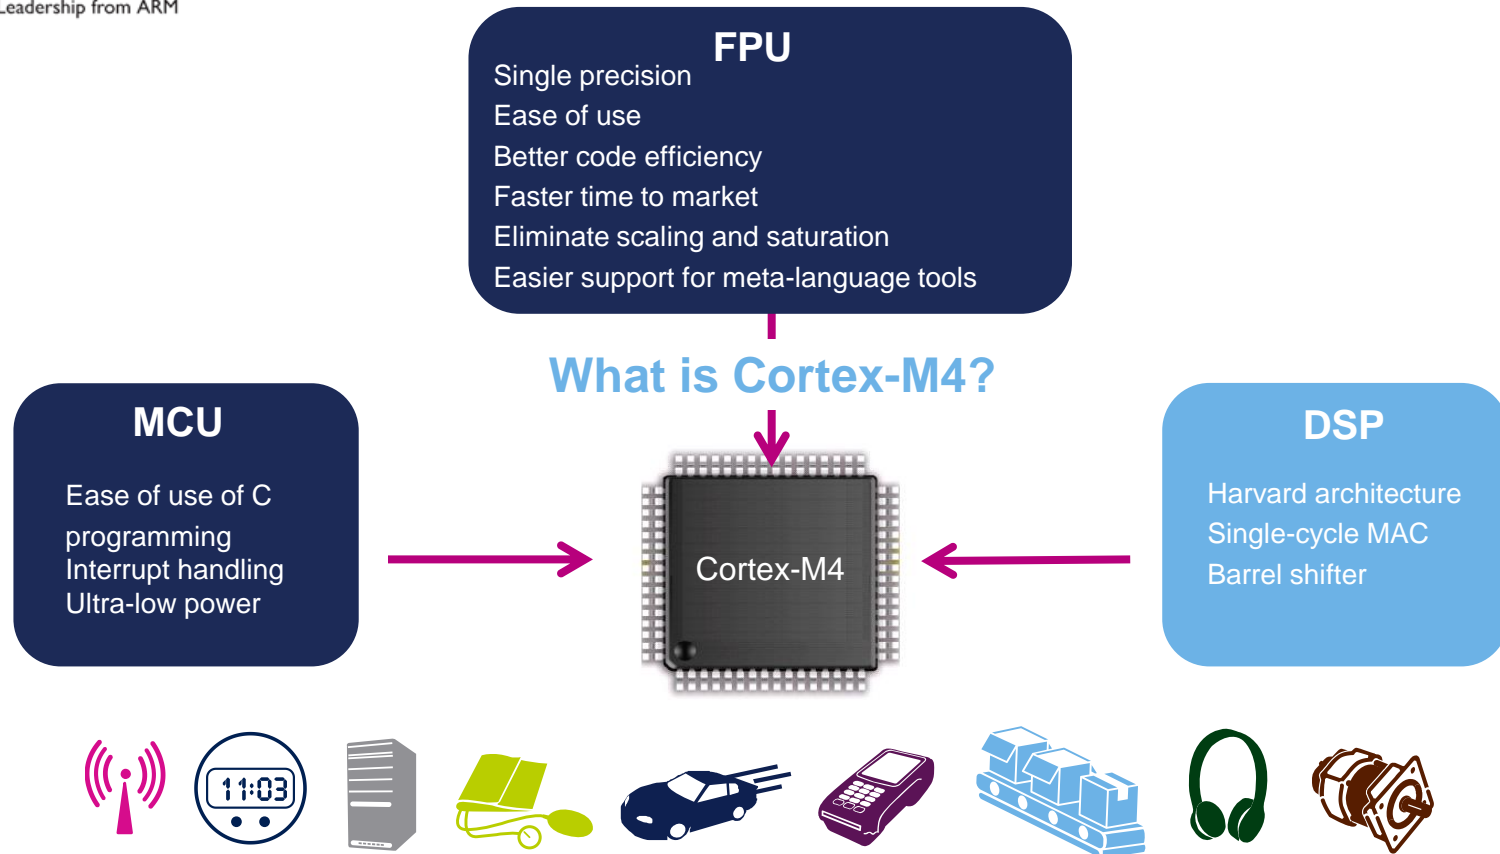 Leadership from ARM
FPU
Single precision
Ease of use
Better code efficiency
Faster time to market
Eliminate scaling and saturation
Easier support for meta-language tools
What is Cortex-M4?
MCU
Ease of use of C
programming
Interrupt handling
Ultra-low power
Cortex-M4
DSP
Harvard architecture
Single-cycle MAC
Barrel shifter
11:03